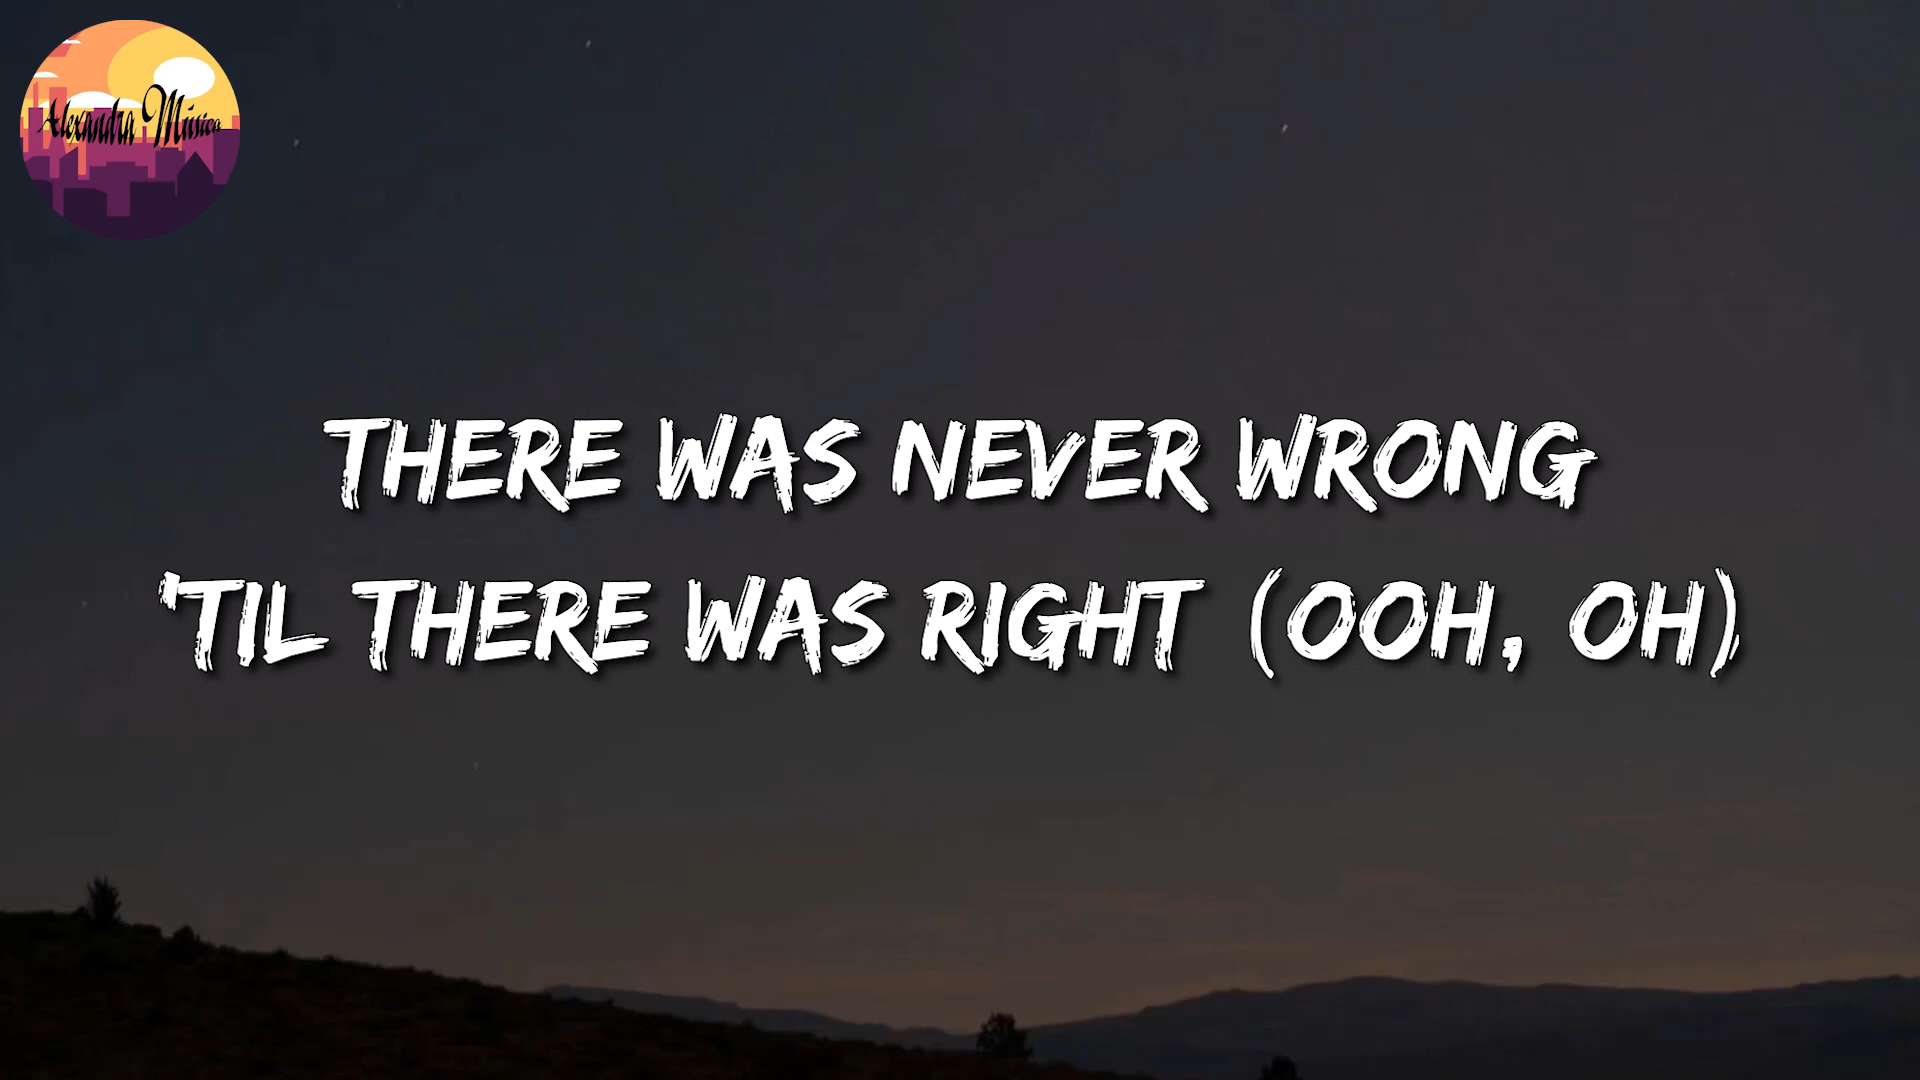 Alexandra Música
THERE WAS NEVER WRONG
'TIL THERE WAS RIGHT (OOH, OH)